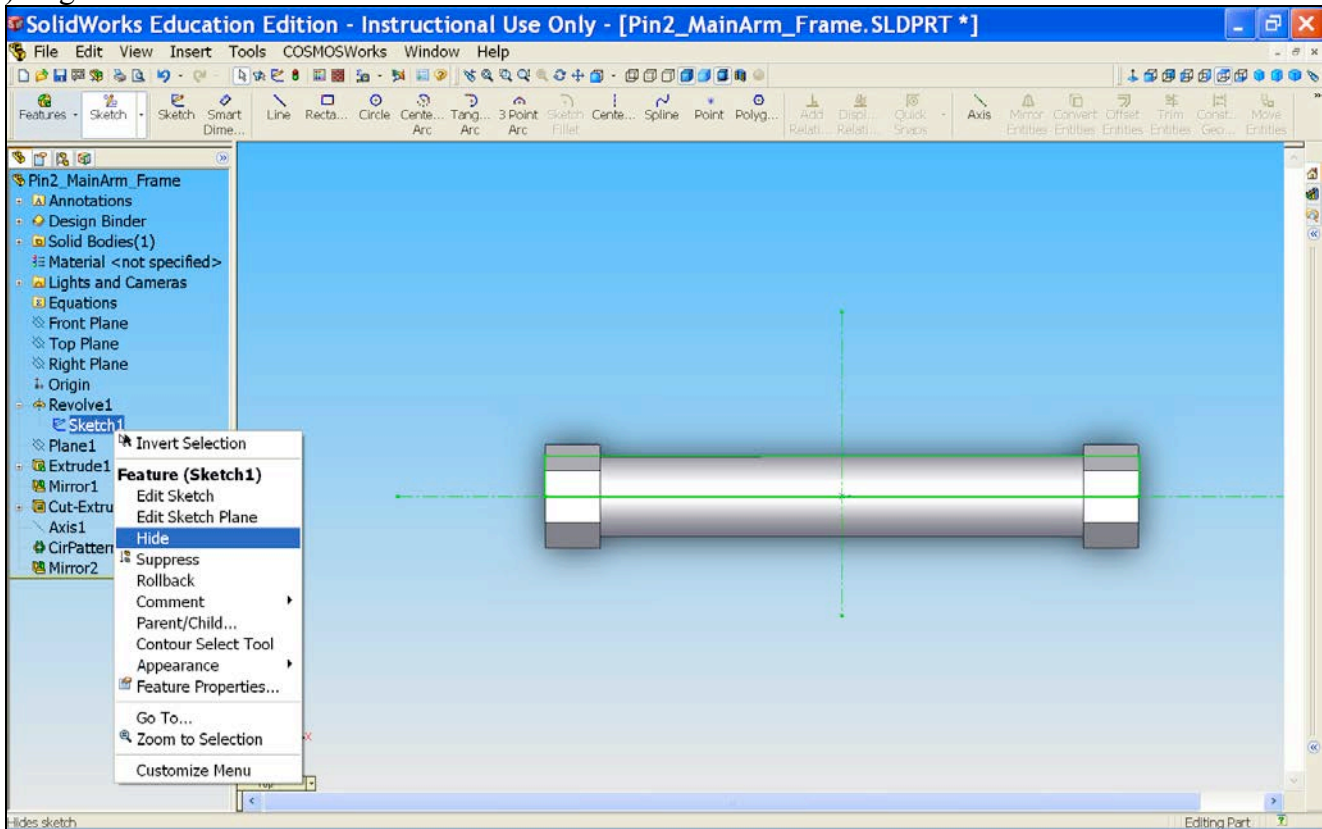 SolidWorks Education Edition - Instructional Use Only - [Pin2_MainArm_Frame.SLDPRT *]
File Edit View Insert Tools COSMOSWorks Window Help
Features Sketch Sketch Smart Dime... Line Recta... Circle Cente... Arc Tang... Arc 3 Point Arc Sketch Fillet Cente... Spline Point Polyg... Add Relati... Displ... Relati... Quick Snaps Axis Mirror Entities Convert Entities Offset Entities Trim Entities Const... Geo... Move Entities
Pin2_MainArm_Frame
Annotations
Design Binder
Solid Bodies(1)
Material <not specified>
Lights and Cameras
Equations
Front Plane
Top Plane
Right Plane
Origin
Revolve1
Sketch1
Plane1
Extrude1
Mirror1
Cut-Extru
Axis1
CirPatter
Mirror2
Invert Selection
Feature (Sketch1)
Edit Sketch
Edit Sketch Plane
Hide
Suppress
Rollback
Comment
Parent/Child...
Contour Select Tool
Appearance
Feature Properties...
Go To...
Zoom to Selection
Customize Menu
X
Hides sketch
Editing Part